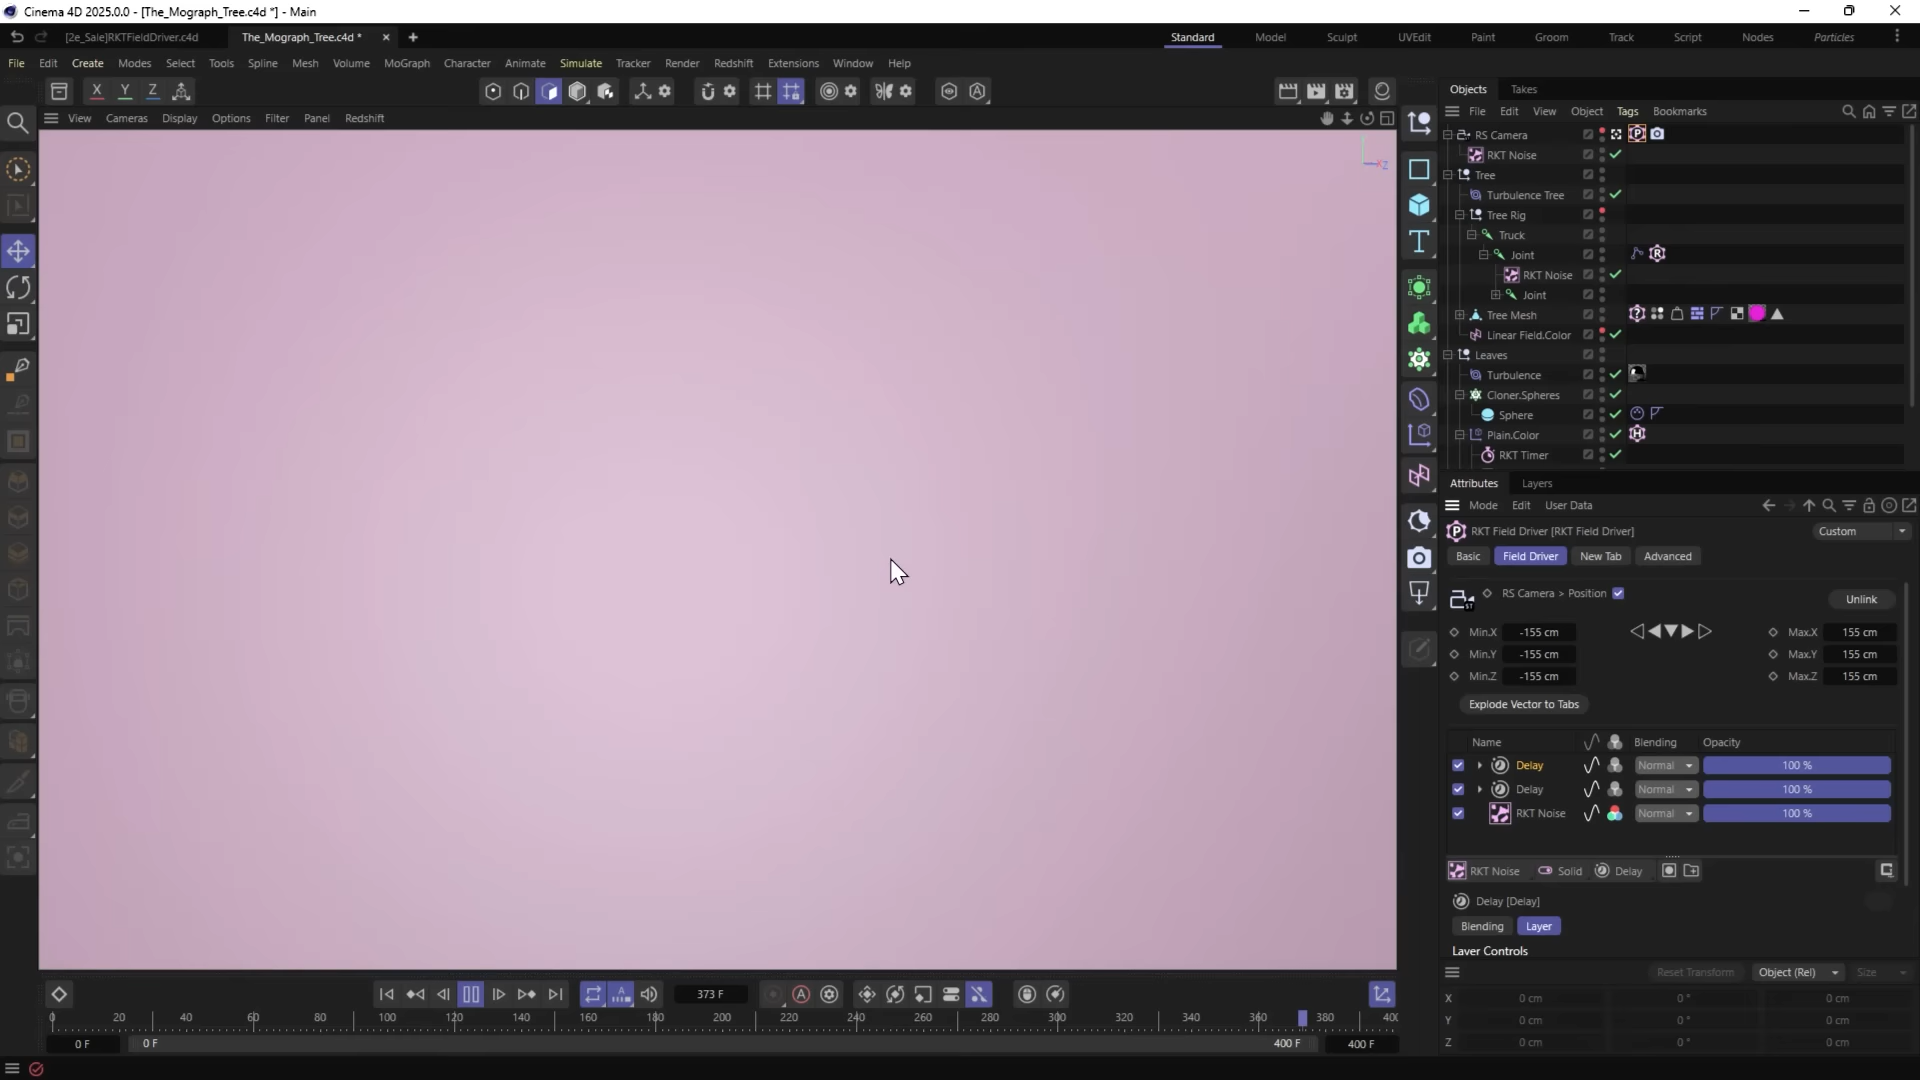 Cinema 4D 2025.0.0 - [The_Mograph_Tree.c4d *] - Main
[2e_Sale]RKTFieldDriver.c4d
The_Mograph_Tree.c4d *
Standard
Model
Sculpt
UVEdit
Paint
Groom
Track
Script
Nodes
Particles
File Edit Create Modes Select Tools Spline Mesh Volume MoGraph Character Animate Simulate Tracker Render Redshift Extensions Window Help
X Y Z
View Cameras Display Options Filter Panel Redshift
Objects Takes
File Edit View Object Tags Bookmarks
RS Camera
RKT Noise
Tree
Turbulence Tree
Tree Rig
Truck
Joint
RKT Noise
Joint
Tree Mesh
Linear Field.Color
Leaves
Turbulence
Cloner.Spheres
Sphere
Plain.Color
RKT Timer
Attributes Layers
Mode Edit User Data
RKT Field Driver [RKT Field Driver]
Custom
Basic Field Driver New Tab Advanced
RS Camera > Position
Unlink
Min.X -155 cm Max.X 155 cm
Min.Y -155 cm Max.Y 155 cm
Min.Z -155 cm Max.Z 155 cm
Explode Vector to Tabs
Name Blending Opacity
Delay Normal 100 %
Delay Normal 100 %
RKT Noise Normal 100 %
RKT Noise Solid Delay
Delay [Delay]
Blending Layer
Layer Controls
Reset Transform Object (Rel) Size
X 0 cm 0 ° 0 cm
Y 0 cm 0 ° 0 cm
Z 0 cm 0 ° 0 cm
373 F
0 20 40 60 80 100 120 140 160 180 200 220 240 260 280 300 320 340 360 380 400
0 F 0 F 400 F 400 F